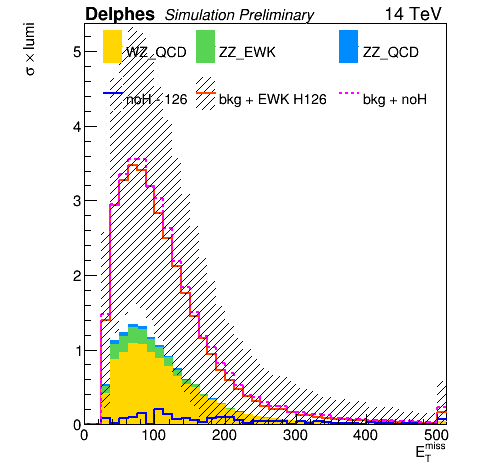 Delphes Simulation Preliminary 14 TeV
σ × lumi
WZ_QCD ZZ_EWK ZZ_QCD
noH - 126 bkg + EWK H126 bkg + noH
5
4
3
2
1
0
0 100 200 300 400 500
E_T^miss